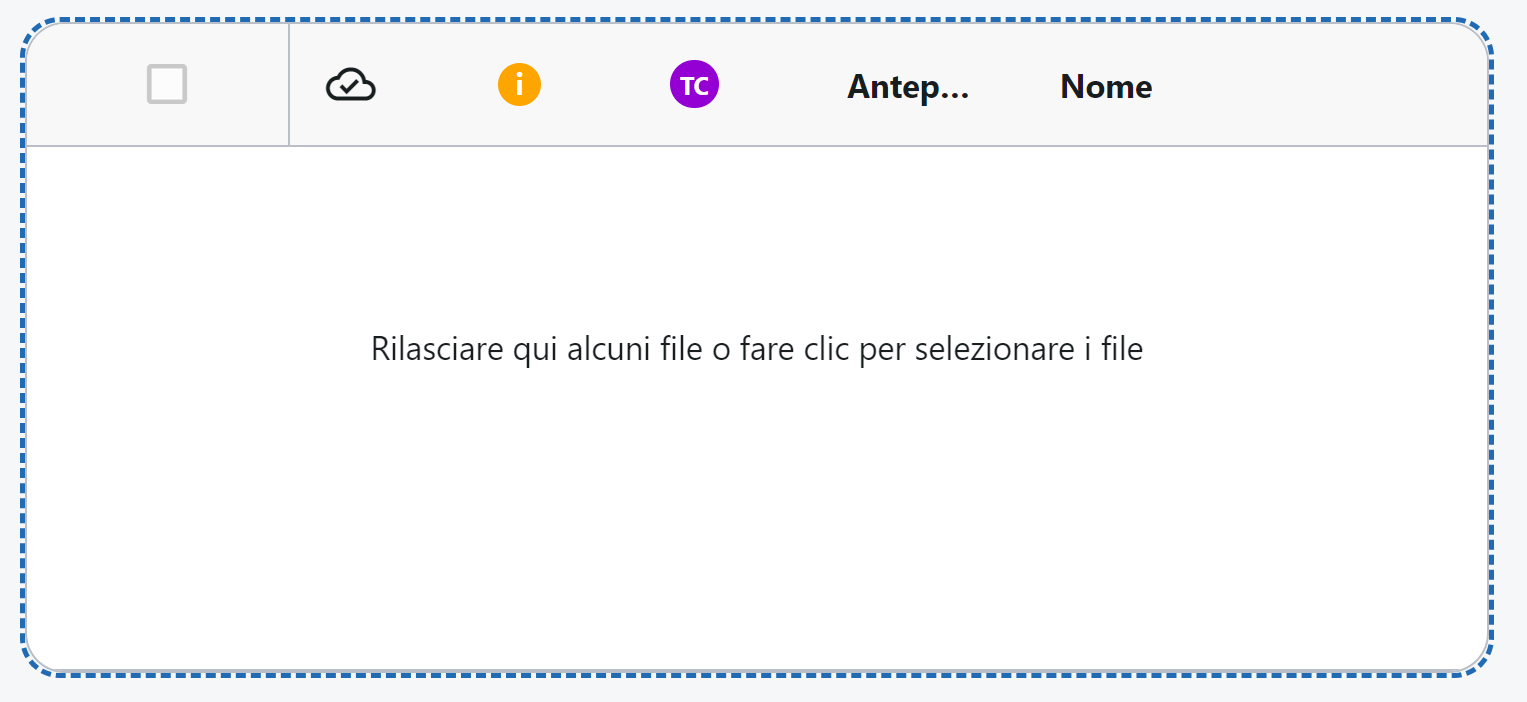 i TC Antep... Nome
Rilasciare qui alcuni file o fare clic per selezionare i file